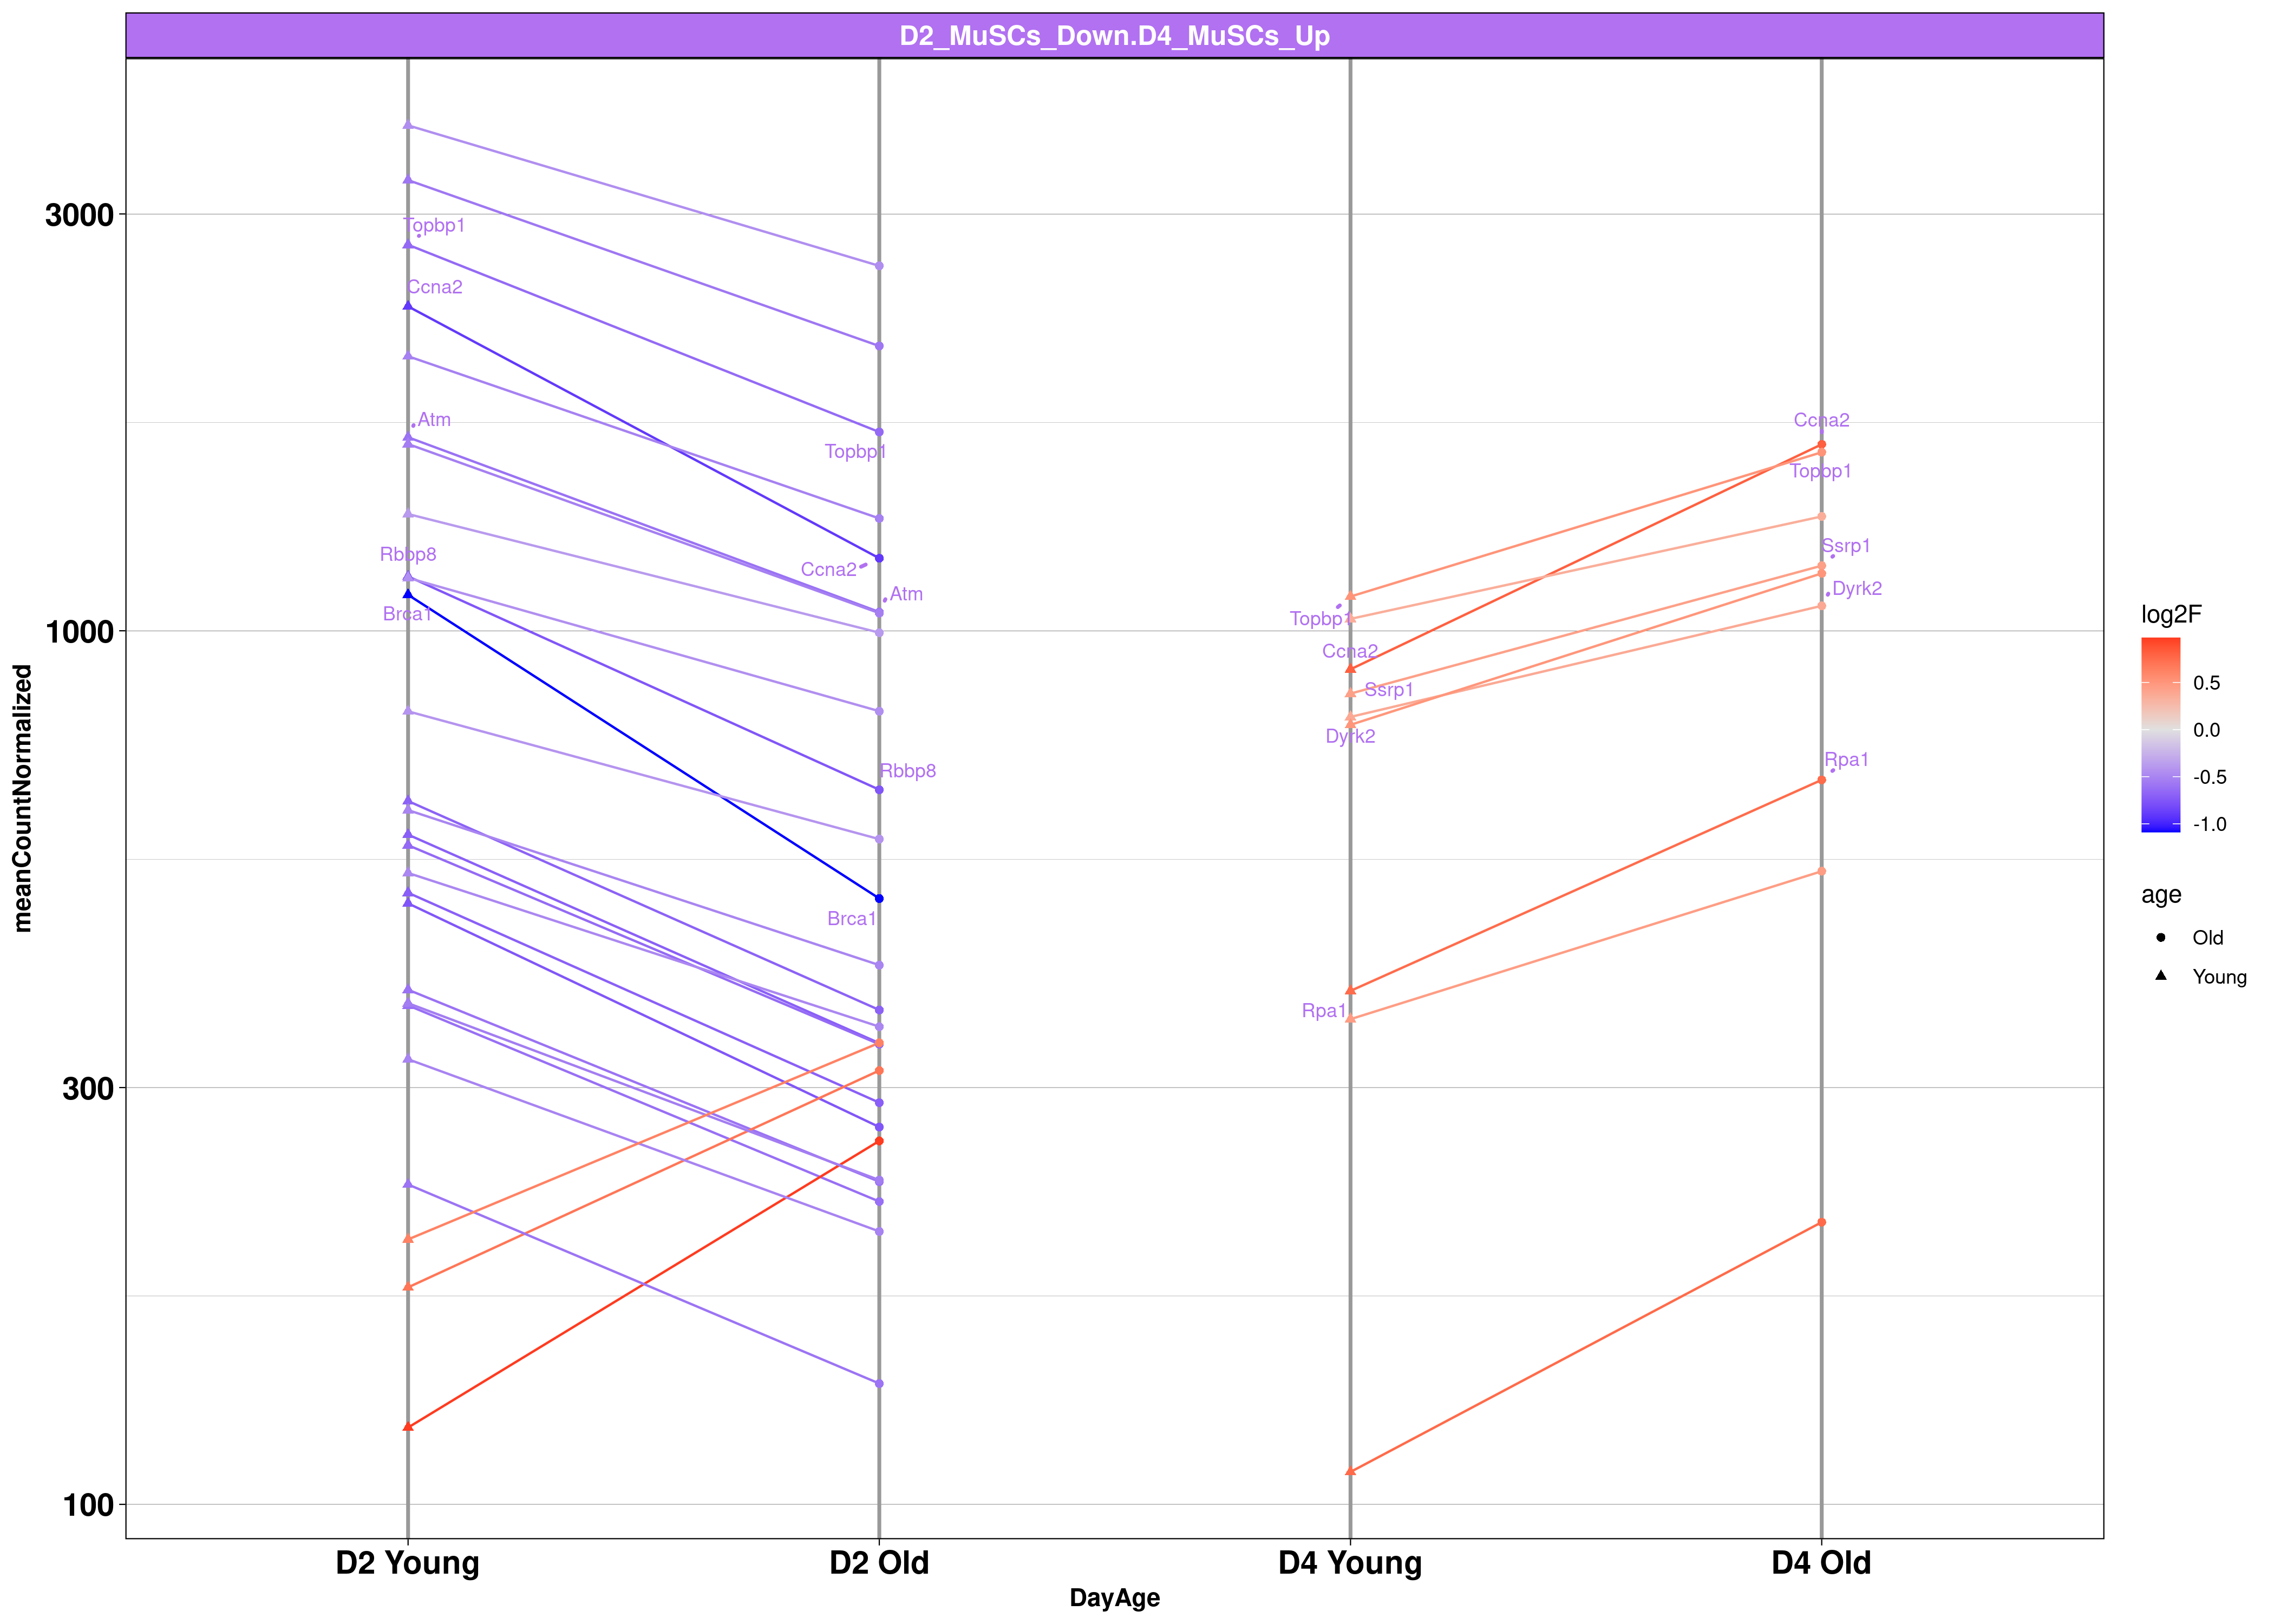 D2_MuSCs_Down.D4_MuSCs_Up
meanCountNormalized
3000
1000
300
100
Topbp1
Ccna2
Atm
Rbbp8
Brca1
Topbp1
Ccna2
Atm
Rbbp8
Brca1
Topbp1
Ccna2
Ssrp1
Dyrk2
Rpa1
Ccna2
Topbp1
Ssrp1
Dyrk2
Rpa1
D2 Young
D2 Old
D4 Young
D4 Old
DayAge
log2F
0.5
0.0
-0.5
-1.0
age
Old
Young